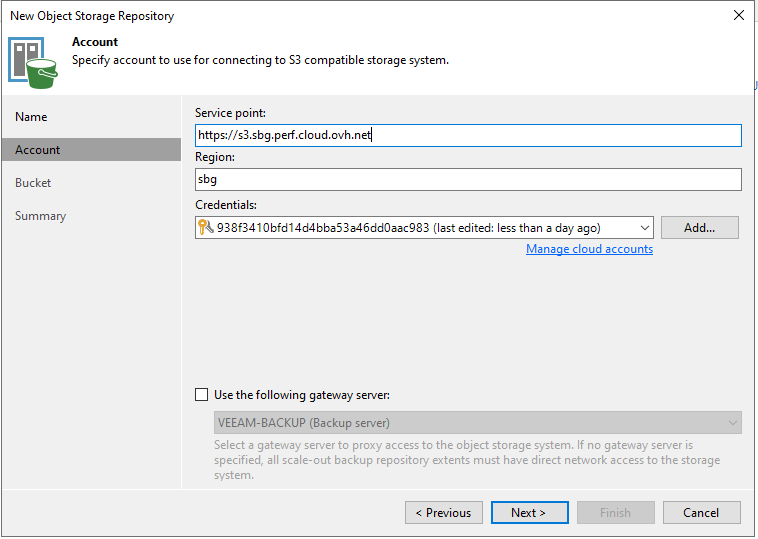 New Object Storage Repository
Account
Specify account to use for connecting to S3 compatible storage system.
Name
Account
Bucket
Summary
Service point:
https://s3.sbg.perf.cloud.ovh.net
Region:
sbg
Credentials:
938f3410bfd14d4bba53a46dd0aac983 (last edited: less than a day ago)
Add...
Manage cloud accounts
Use the following gateway server:
VEEAM-BACKUP (Backup server)
Select a gateway server to proxy access to the object storage system. If no gateway server is
specified, all scale-out backup repository extents must have direct network access to the storage
system.
< Previous
Next >
Finish
Cancel